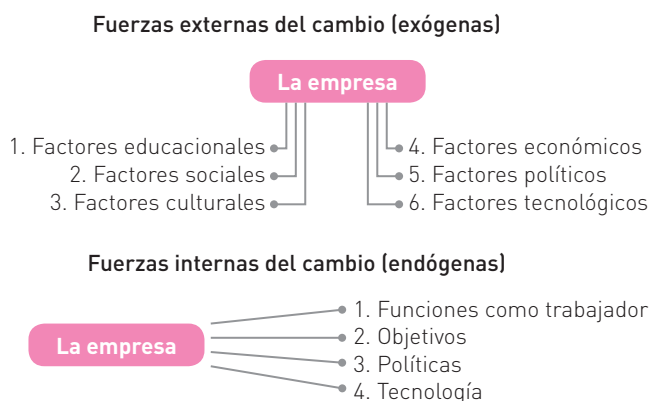 Fuerzas externas del cambio (exógenas)
La empresa
1. Factores educacionales
2. Factores sociales
3. Factores culturales
4. Factores económicos
5. Factores políticos
6. Factores tecnológicos
Fuerzas internas del cambio (endógenas)
La empresa
1. Funciones como trabajador
2. Objetivos
3. Políticas
4. Tecnología